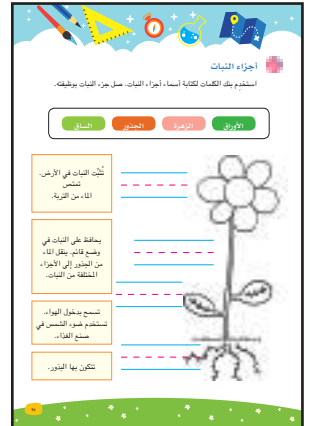 أجزاء النبات
استخدم بنك الكلمات لكتابة أسماء أجزاء النبات. صل جزء النبات بوظيفته.
الأوراق الزهرة الجذور الساق
تُثبِّت النبات في الأرض.
تمتص
الماء من التربة.
يحافظ على النبات في
وضع قائم. ينقل الماء
من الجذور إلى الأجزاء
المختلفة من النبات.
تسمح بدخول الهواء.
تستخدم ضوء الشمس في
صنع الغذاء.
تتكون بها البذور.